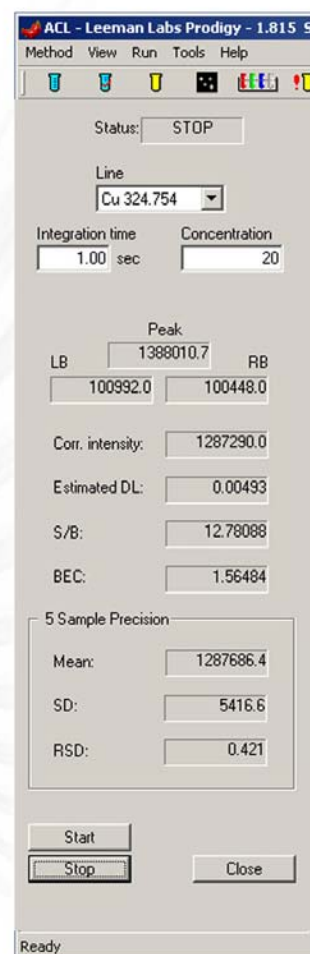 ACL - Leeman Labs Prodigy - 1.815 S
Method View Run Tools Help
Status: STOP
Line
Cu 324.754
Integration time Concentration
1.00 sec 20
Peak
LB 1388010.7 RB
100992.0 100448.0
Corr. intensity: 1287290.0
Estimated DL: 0.00493
S/B: 12.78088
BEC: 1.56484
5 Sample Precision
Mean: 1287686.4
SD: 5416.6
RSD: 0.421
Start
Stop Close
Ready